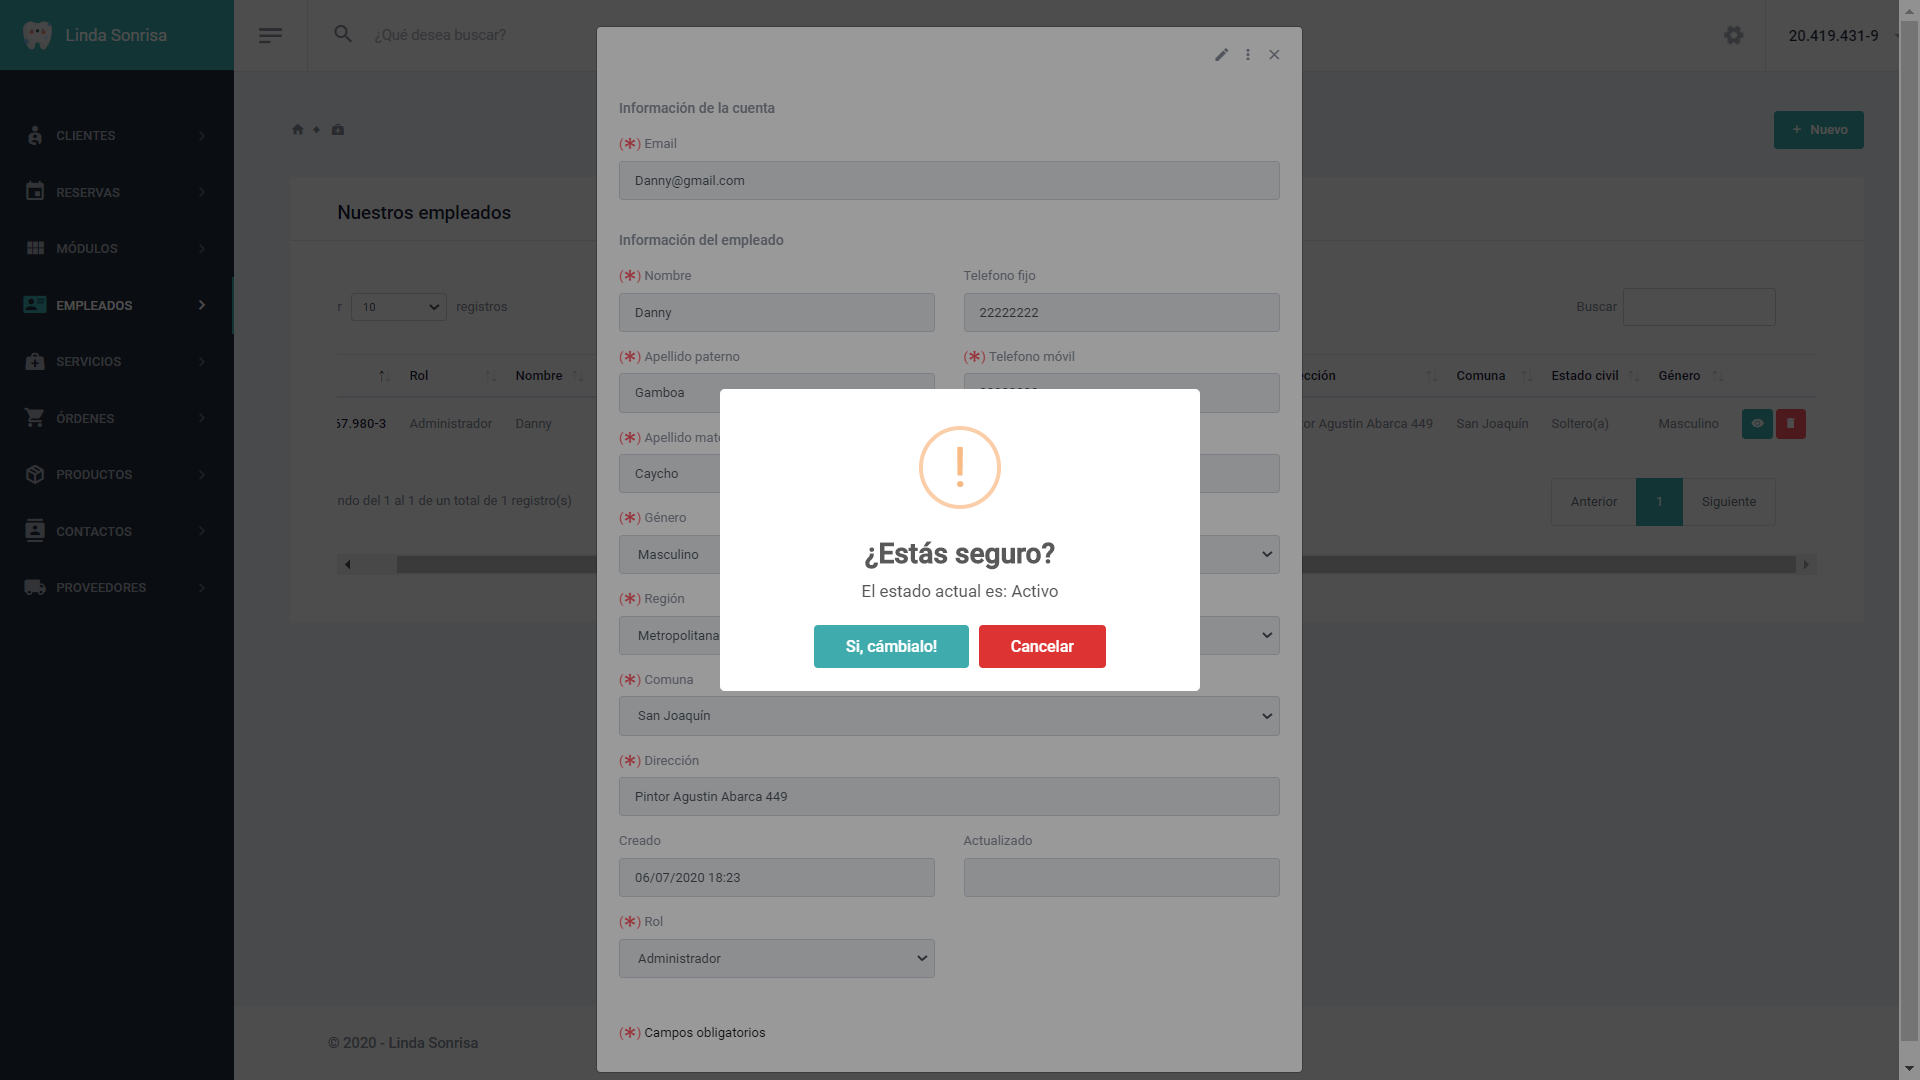 Linda Sonrisa
¿Qué desea buscar?
20.419.431-9
CLIENTES
RESERVAS
MÓDULOS
EMPLEADOS
SERVICIOS
ÓRDENES
PRODUCTOS
CONTACTOS
PROVEEDORES
+ Nuevo
Nuestros empleados
r 10 registros
Buscar
Rol Nombre
cción Comuna Estado civil Género
67.980-3 Administrador Danny
or Agustin Abarca 449 San Joaquín Soltero(a) Masculino
ndo del 1 al 1 de un total de 1 registro(s)
Anterior 1 Siguiente
© 2020 - Linda Sonrisa
Información de la cuenta
(*) Email
Danny@gmail.com
Información del empleado
(*) Nombre Telefono fijo
Danny 22222222
(*) Apellido paterno (*) Telefono móvil
Gamboa
(*) Apellido mate
Caycho
(*) Género
Masculino
(*) Región
Metropolitana
(*) Comuna
San Joaquín
(*) Dirección
Pintor Agustin Abarca 449
Creado Actualizado
06/07/2020 18:23
(*) Rol
Administrador
(*) Campos obligatorios
!
¿Estás seguro?
El estado actual es: Activo
Si, cámbialo! Cancelar